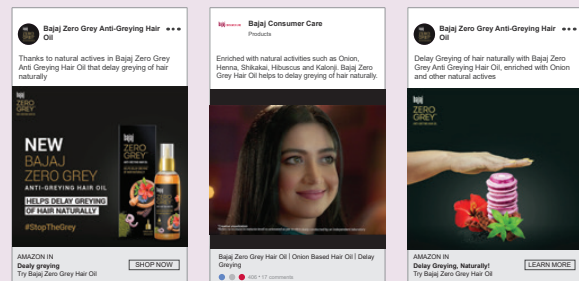 Bajaj Zero Grey Anti-Greying Hair
Oil
Thanks to natural actives in Bajaj Zero Grey
Anti Greying Hair Oil that delay greying of hair
naturally
ZERO
GREY
NEW
BAJAJ
ZERO GREY
ANTI-GREYING HAIR OIL
HELPS DELAY GREYING
OF HAIR NATURALLY
#StopTheGrey
ZERO
GREY
AMAZON IN
Dealy greying
Try Bajaj Zero Grey Hair Oil
SHOP NOW
Bajaj Consumer Care
Products
Enriched with natural activities such as Onion,
Henna, Shikakai, Hibuscus and Kalonji. Bajaj Zero
Grey Hair Oil helps to delay greying of hair naturally.
Bajaj Zero Grey Hair Oil | Onion Based Hair Oil | Delay
Greying
17 comments
Bajaj Zero Grey Anti-Greying Hair
Oil
Delay Greying of hair naturally with Bajaj Zero
Grey Anti Greying Hair Oil, enriched with Onion
and other natural actives
ZERO
GREY
AMAZON IN
Delay Greying, Naturally!
Try Bajaj Zero Grey Hair Oil
LEARN MORE